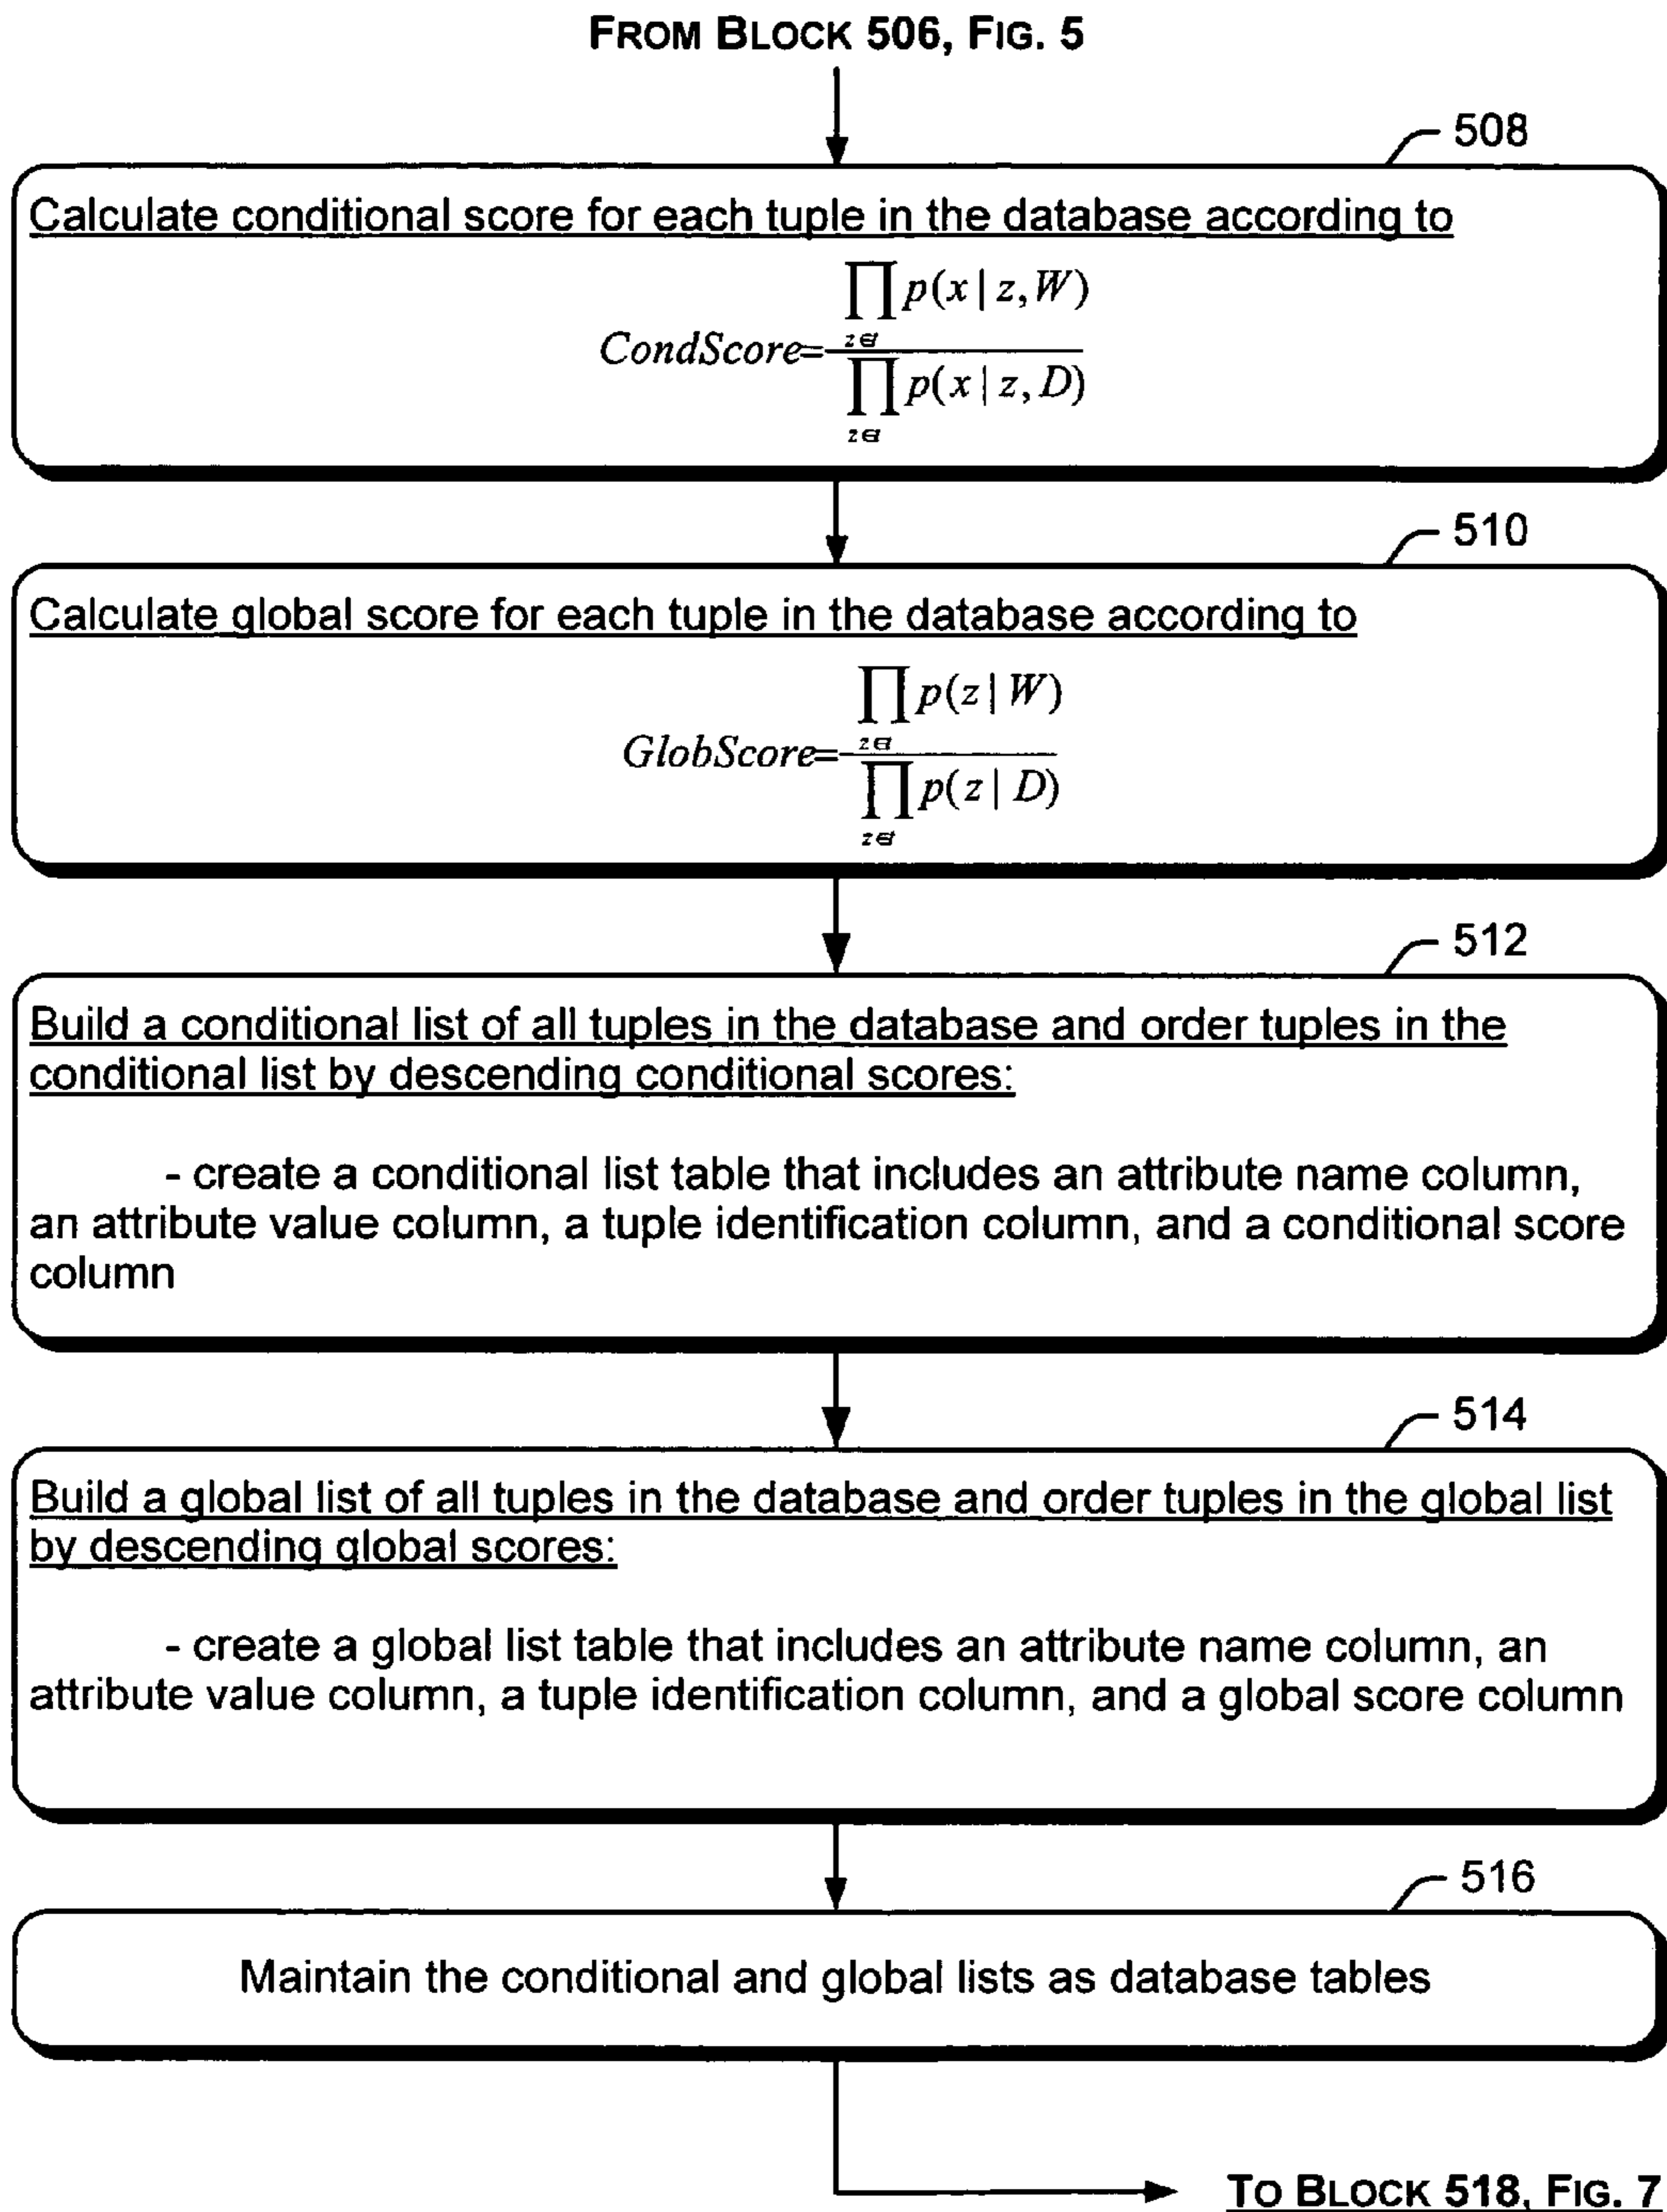 FROM BLOCK 506, FIG. 5
508
Calculate conditional score for each tuple in the database according to
∏ p(x | z, W)
z∈t
CondScore=
∏ p(x | z, D)
z∈t
510
Calculate global score for each tuple in the database according to
∏ p(z | W)
z∈t
GlobScore=
∏ p(z | D)
z∈t
512
Build a conditional list of all tuples in the database and order tuples in the
conditional list by descending conditional scores:
- create a conditional list table that includes an attribute name column,
an attribute value column, a tuple identification column, and a conditional score
column
514
Build a global list of all tuples in the database and order tuples in the global list
by descending global scores:
- create a global list table that includes an attribute name column, an
attribute value column, a tuple identification column, and a global score column
516
Maintain the conditional and global lists as database tables
TO BLOCK 518, FIG. 7